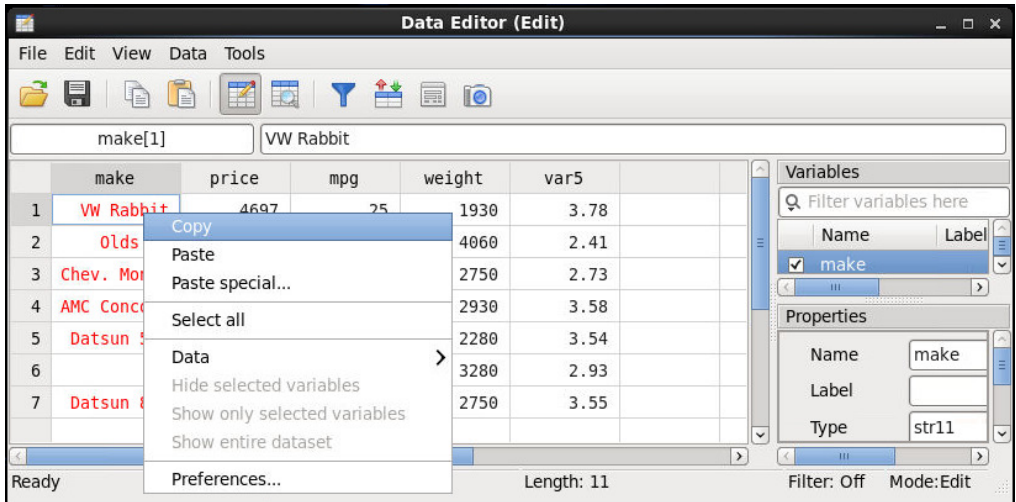 Data Editor (Edit)
File Edit View Data Tools
make[1] VW Rabbit
make price mpg weight var5
1 VW Rabbit 4697 25 1930 3.78
2 Olds 4060 2.41
3 Chev. 2750 2.73
4 AMC 2930 3.58
5 Datsun 2280 3.54
6 3280 2.93
7 Datsun 2750 3.55
Copy
Paste
Paste special...
Select all
Data
Hide selected variables
Show only selected variables
Show entire dataset
Preferences...
Variables
Filter variables here
Name Label
make
Properties
Name make
Label
Type str11
Ready Length: 11 Filter: Off Mode:Edit